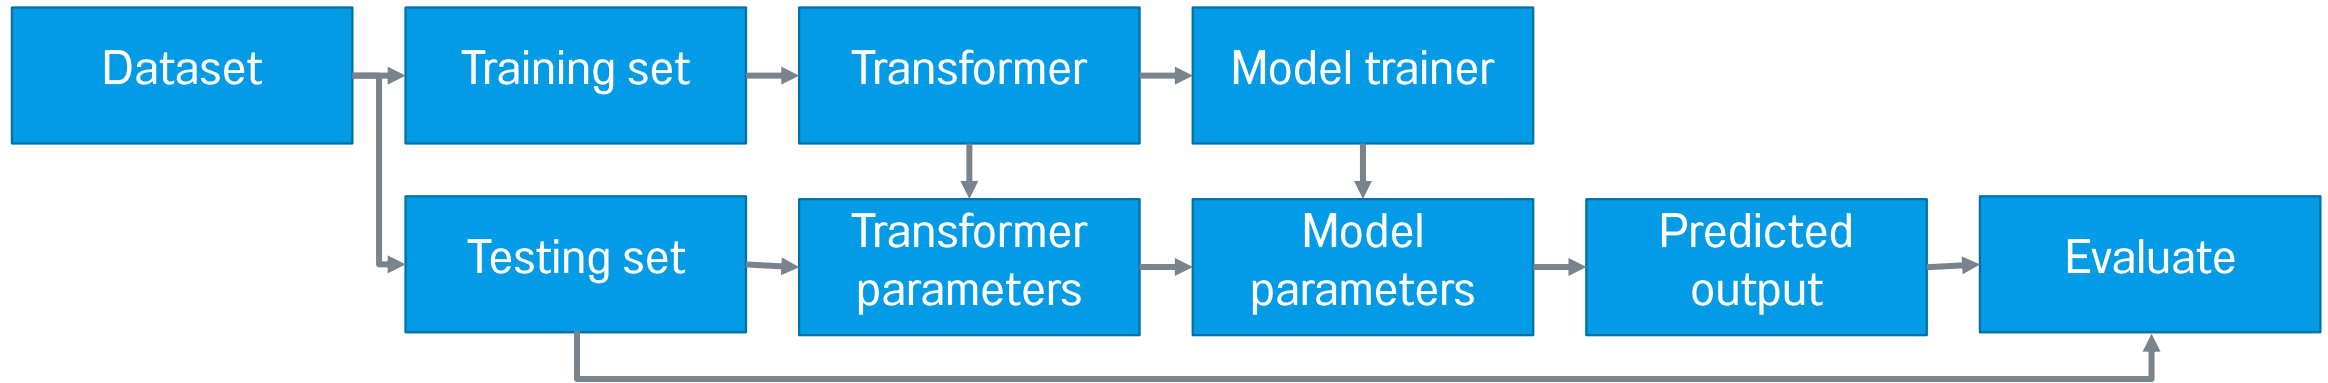 Dataset
Training set
Transformer
Model trainer
Testing set
Transformer
parameters
Model
parameters
Predicted
output
Evaluate